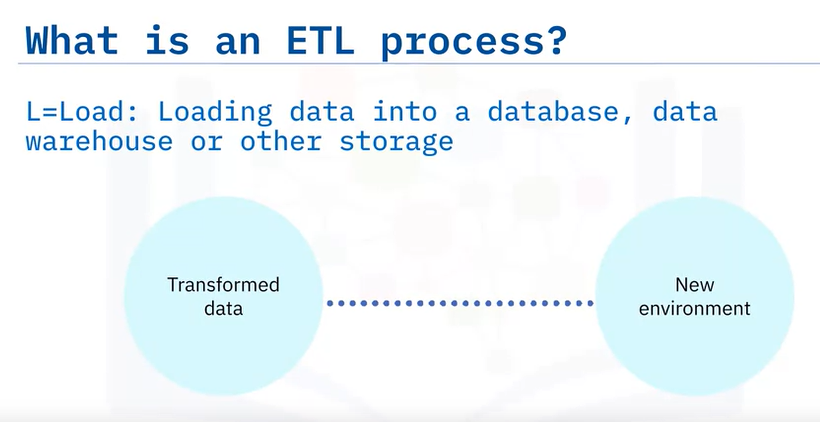 What is an ETL process?
L=Load: Loading data into a database, data
warehouse or other storage
Transformed
data
New
environment